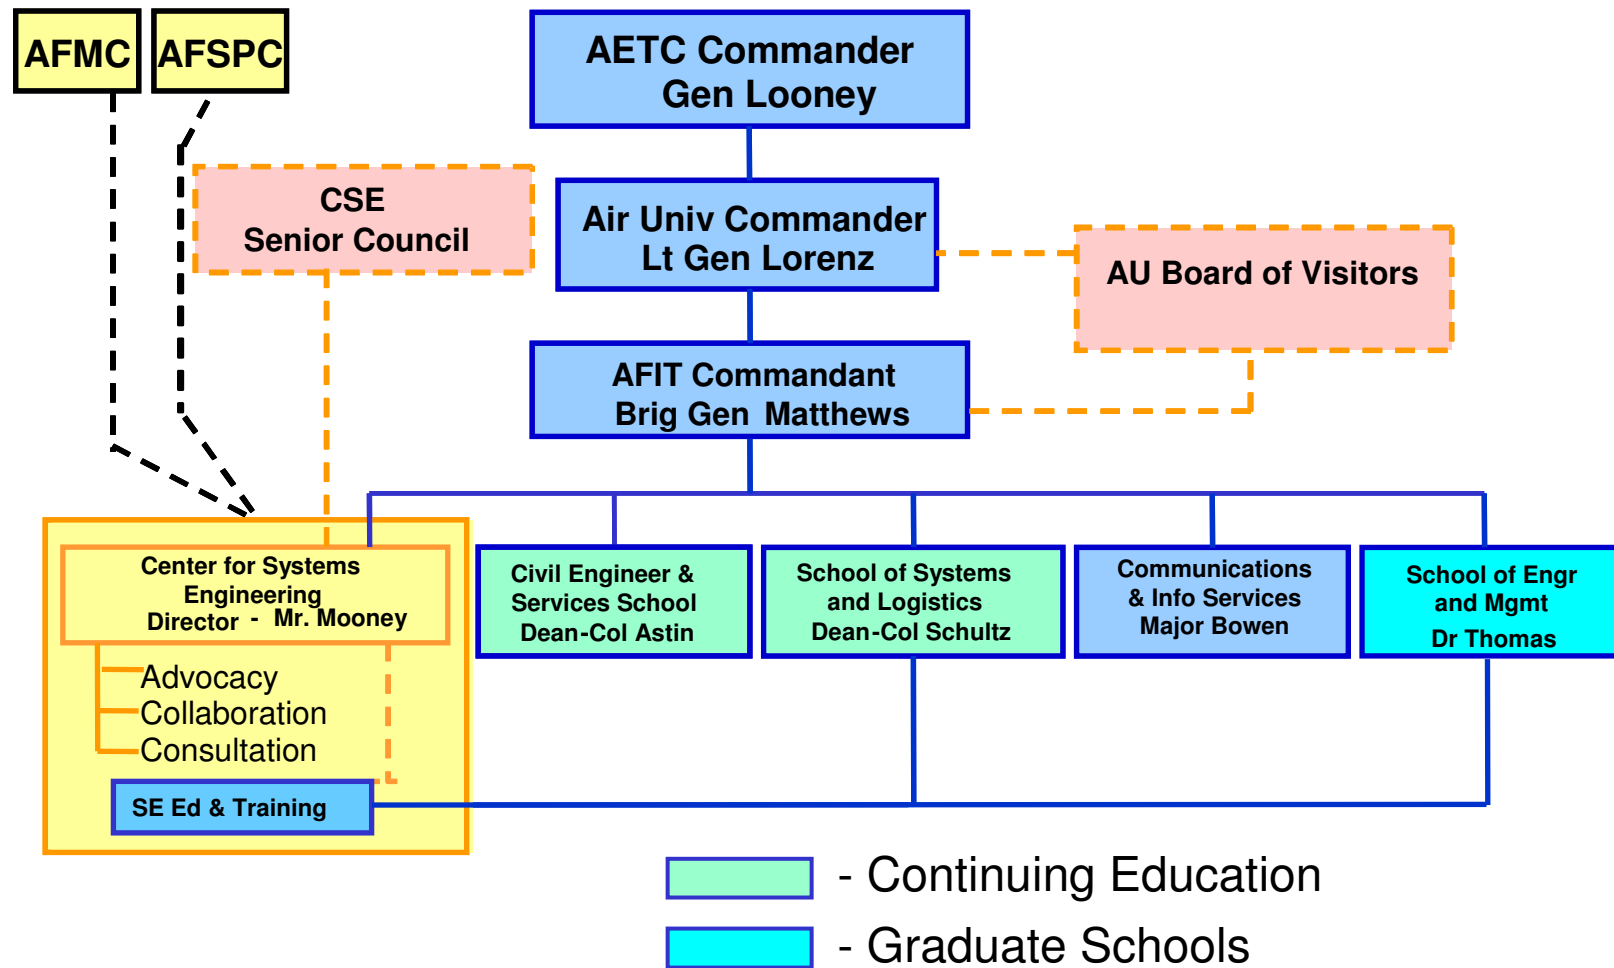 AFMC
AFSPC
AETC Commander
Gen Looney
CSE
Senior Council
Air Univ Commander
Lt Gen Lorenz
AU Board of Visitors
AFIT Commandant
Brig Gen Matthews
Center for Systems
Engineering
Director - Mr. Mooney
Advocacy
Collaboration
Consultation
SE Ed & Training
Civil Engineer &
Services School
Dean-Col Astin
School of Systems
and Logistics
Dean-Col Schultz
Communications
& Info Services
Major Bowen
School of Engr
and Mgmt
Dr Thomas
- Continuing Education
- Graduate Schools